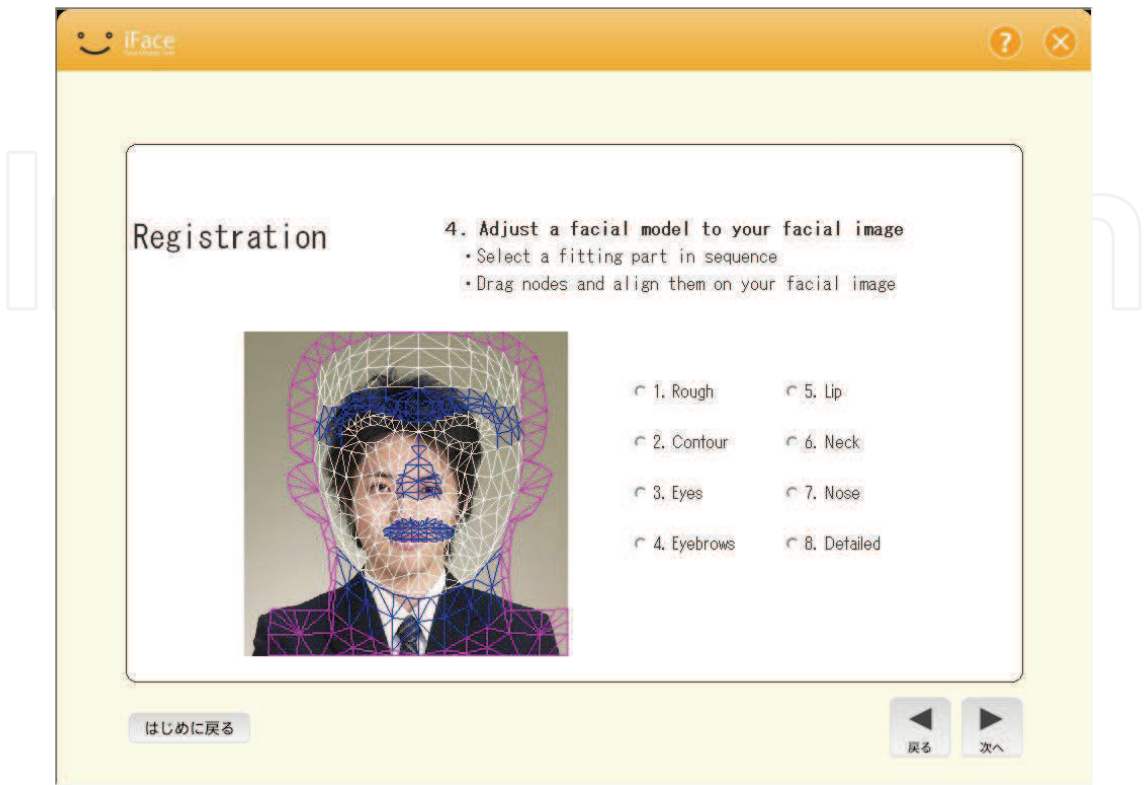 iFace
?
Registration
4. Adjust a facial model to your facial image
・Select a fitting part in sequence
・Drag nodes and align them on your facial image
1. Rough
5. Lip
2. Contour
6. Neck
3. Eyes
7. Nose
4. Eyebrows
8. Detailed
はじめに戻る
戻る
次へ